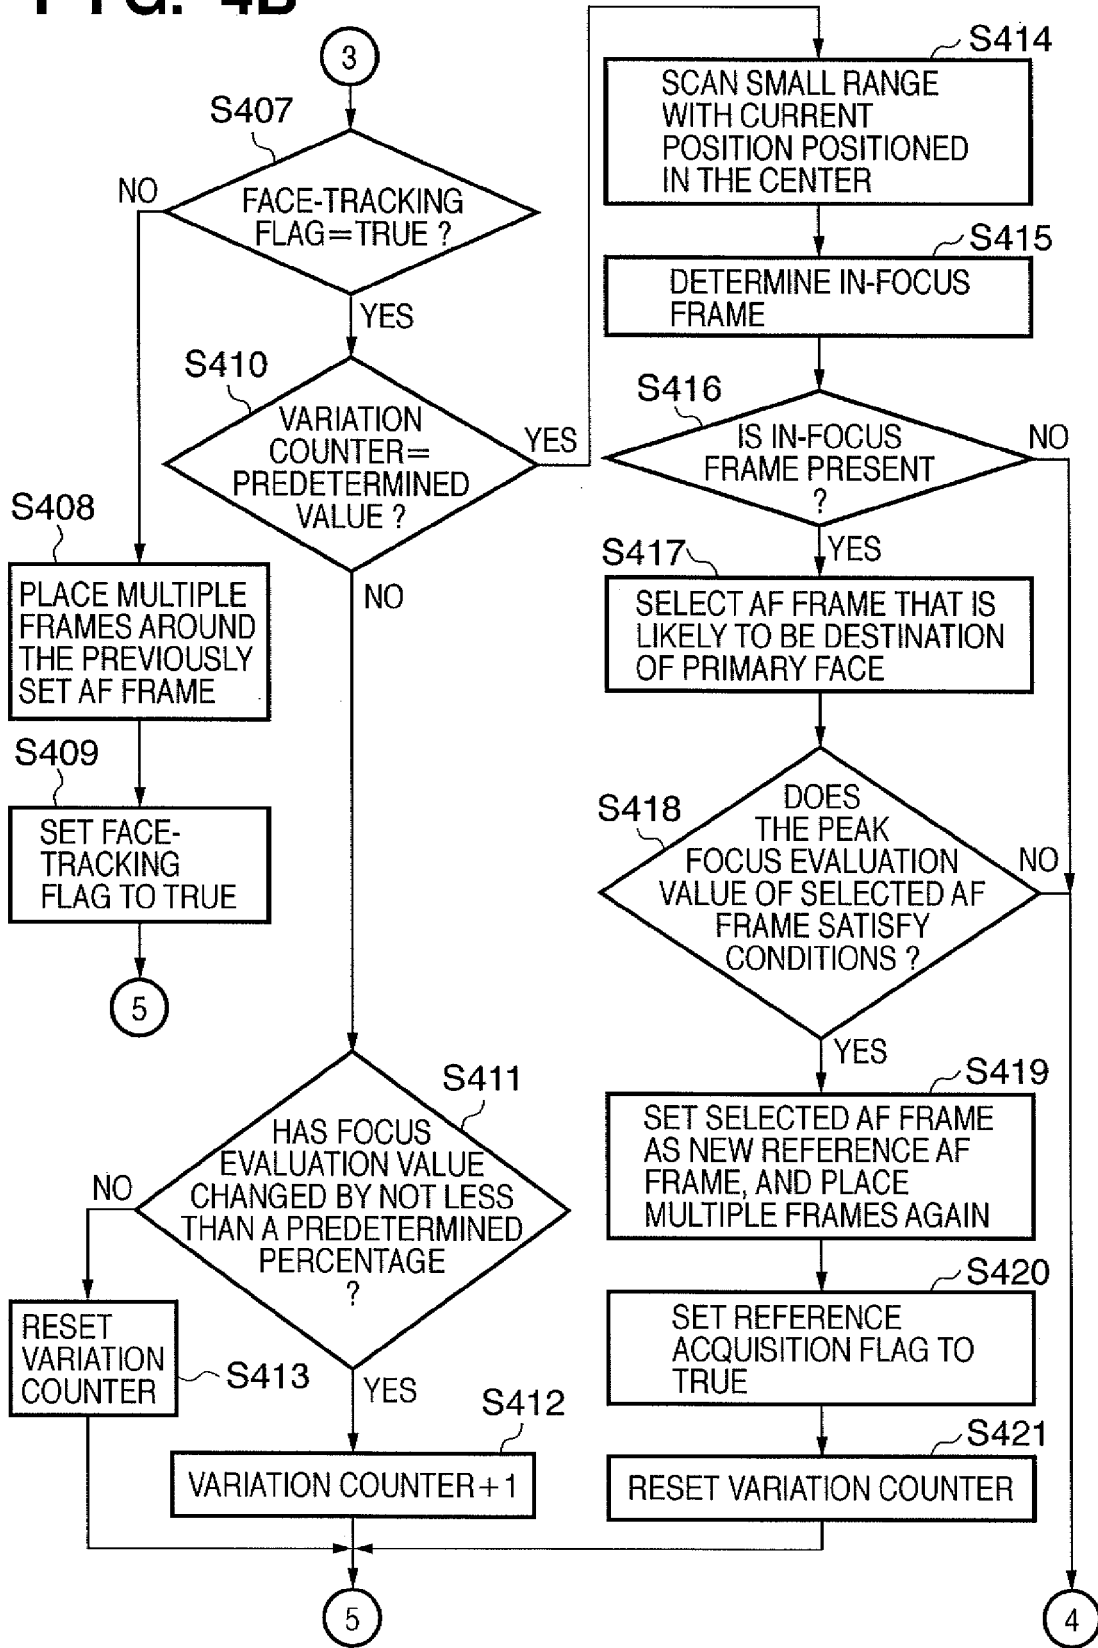 FIG. 4B
3
S407
NO
FACE-TRACKING
FLAG=TRUE ?
YES
S410
VARIATION
COUNTER=
PREDETERMINED
VALUE ?
YES
NO
S408
PLACE MULTIPLE
FRAMES AROUND
THE PREVIOUSLY
SET AF FRAME
S409
SET FACE-
TRACKING
FLAG TO TRUE
5
S411
HAS FOCUS
EVALUATION VALUE
CHANGED BY NOT LESS
THAN A PREDETERMINED
PERCENTAGE
?
NO
YES
RESET
VARIATION
COUNTER
S413
S412
VARIATION COUNTER+1
5
S414
SCAN SMALL RANGE
WITH CURRENT
POSITION POSITIONED
IN THE CENTER
S415
DETERMINE IN-FOCUS
FRAME
S416
IS IN-FOCUS
FRAME PRESENT
?
NO
YES
S417
SELECT AF FRAME THAT IS
LIKELY TO BE DESTINATION
OF PRIMARY FACE
S418
DOES
THE PEAK
FOCUS EVALUATION
VALUE OF SELECTED AF
FRAME SATISFY
CONDITIONS ?
NO
YES
S419
SET SELECTED AF FRAME
AS NEW REFERENCE AF
FRAME, AND PLACE
MULTIPLE FRAMES AGAIN
S420
SET REFERENCE
ACQUISITION FLAG TO
TRUE
S421
RESET VARIATION COUNTER
4